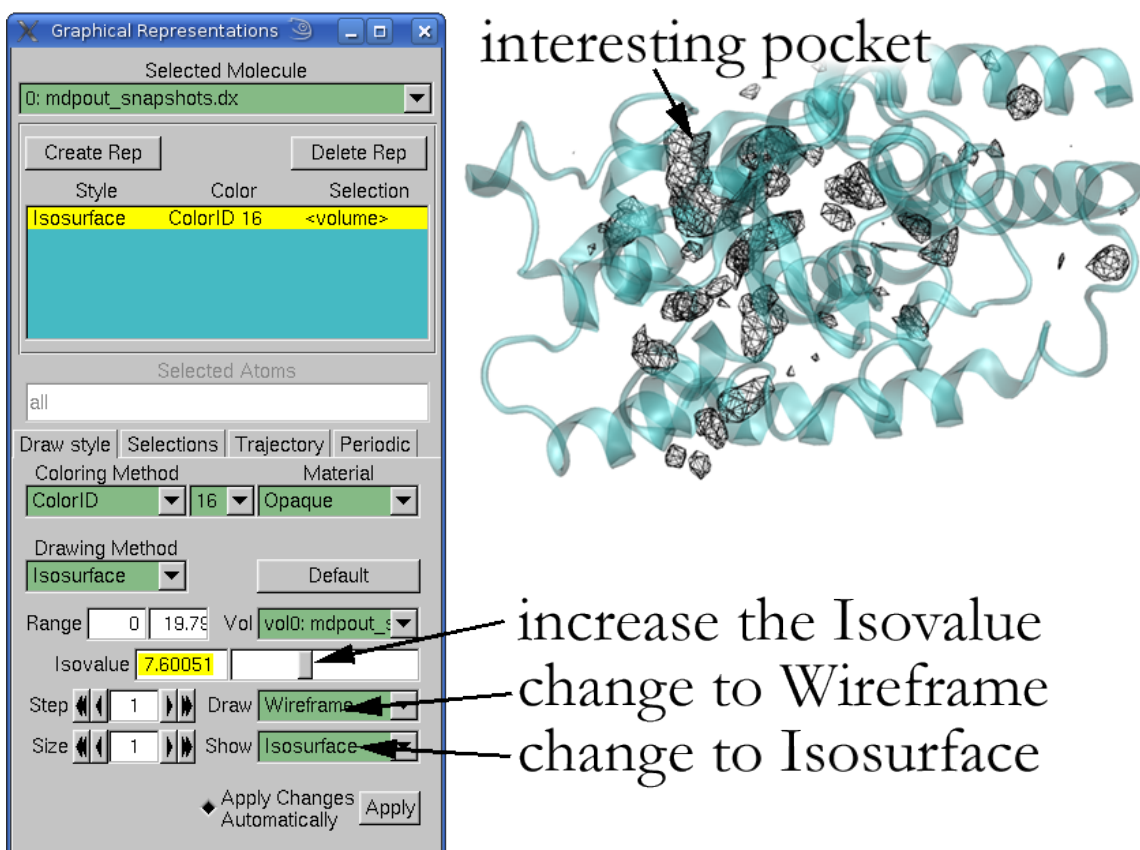 Graphical Representations
interesting pocket
Selected Molecule
0: mdpout_snapshots.dx
Create Rep Delete Rep
Style Color Selection
Isosurface ColorID 16 <volume>
Selected Atoms
all
Draw style Selections Trajectory Periodic
Coloring Method Material
ColorID 16 Opaque
Drawing Method
Isosurface Default
Range 0 19.79 Vol vol0: mdpout_s
increase the Isovalue
Isovalue 7.60051
change to Wireframe
Step 1 Draw Wireframe
change to Isosurface
Size 1 Show Isosurface
Apply Changes
Automatically Apply